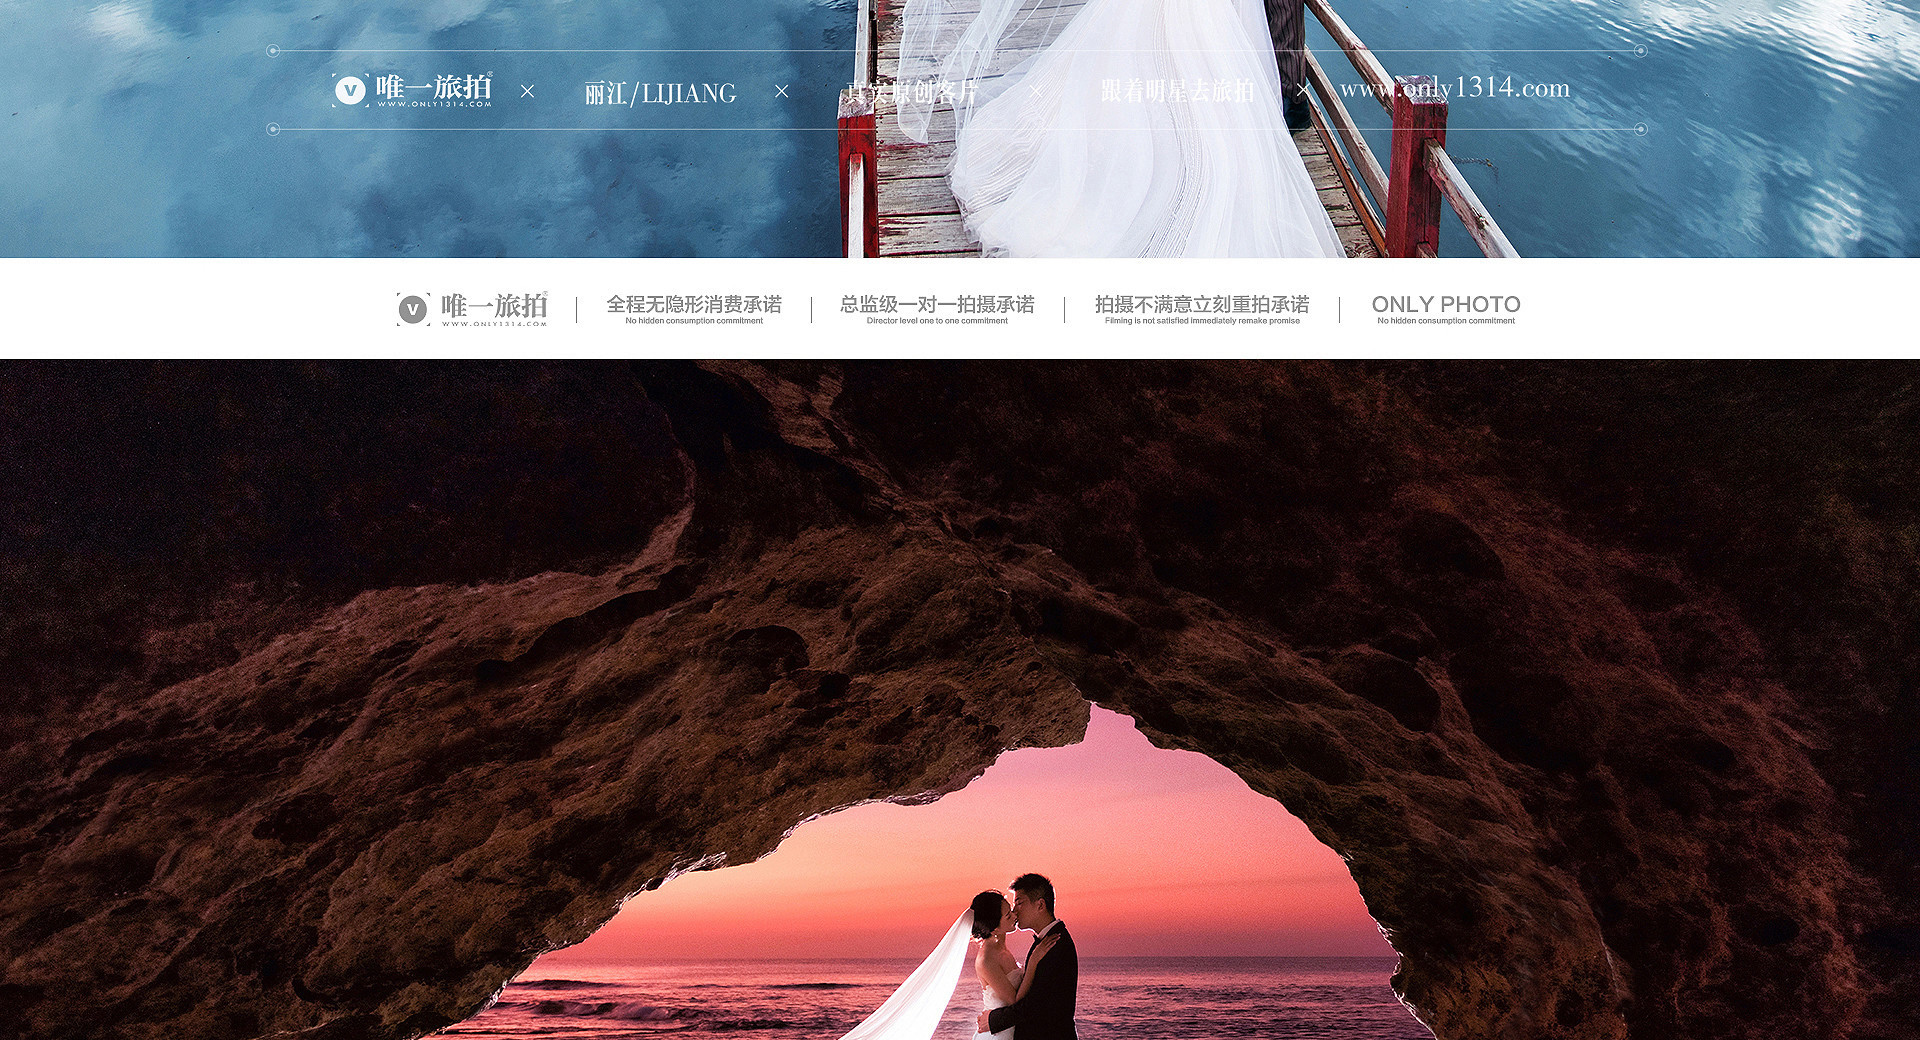 V 唯一旅拍®
WWW.ONLY1314.COM
× 丽江/LIJIANG × 真实原创客片 × 跟着明星去旅拍 × www.only1314.com
V 唯一旅拍®
WWW.ONLY1314.COM
全程无隐形消费承诺
No hidden consumption commitment
总监级一对一拍摄承诺
Director level one to one commitment
拍摄不满意立刻重拍承诺
Filming is not satisfied immediately remake promise
ONLY PHOTO
No hidden consumption commitment